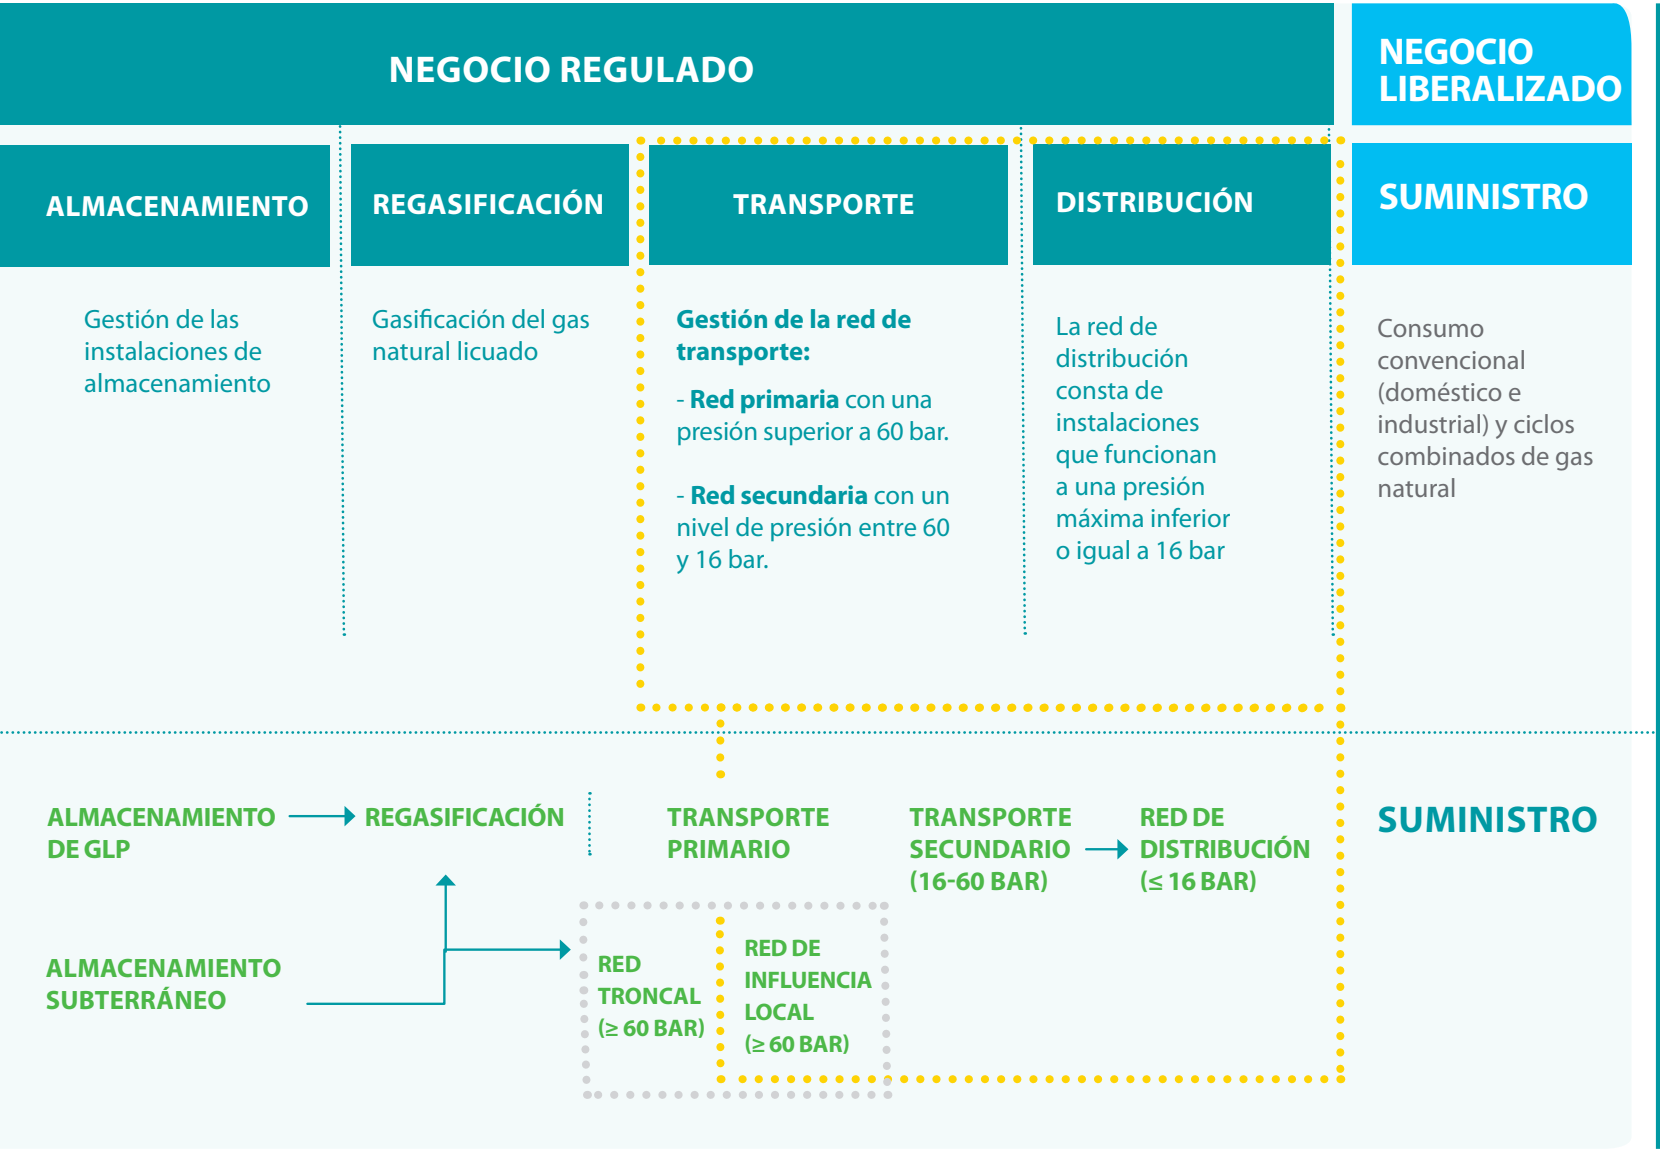 NEGOCIO REGULADO
NEGOCIO
LIBERALIZADO
ALMACENAMIENTO
REGASIFICACIÓN
TRANSPORTE
DISTRIBUCIÓN
SUMINISTRO
Gestión de las
instalaciones de
almacenamiento
Gasificación del gas
natural licuado
Gestión de la red de
transporte:
- Red primaria con una
presión superior a 60 bar.
- Red secundaria con un
nivel de presión entre 60
y 16 bar.
La red de
distribución
consta de
instalaciones
que funcionan
a una presión
máxima inferior
o igual a 16 bar
Consumo
convencional
(doméstico e
industrial) y ciclos
combinados de gas
natural
ALMACENAMIENTO
DE GLP
REGASIFICACIÓN
TRANSPORTE
PRIMARIO
TRANSPORTE
SECUNDARIO
(16-60 BAR)
RED DE
DISTRIBUCIÓN
(≤ 16 BAR)
SUMINISTRO
ALMACENAMIENTO
SUBTERRÁNEO
RED
TRONCAL
(≥ 60 BAR)
RED DE
INFLUENCIA
LOCAL
(≥ 60 BAR)